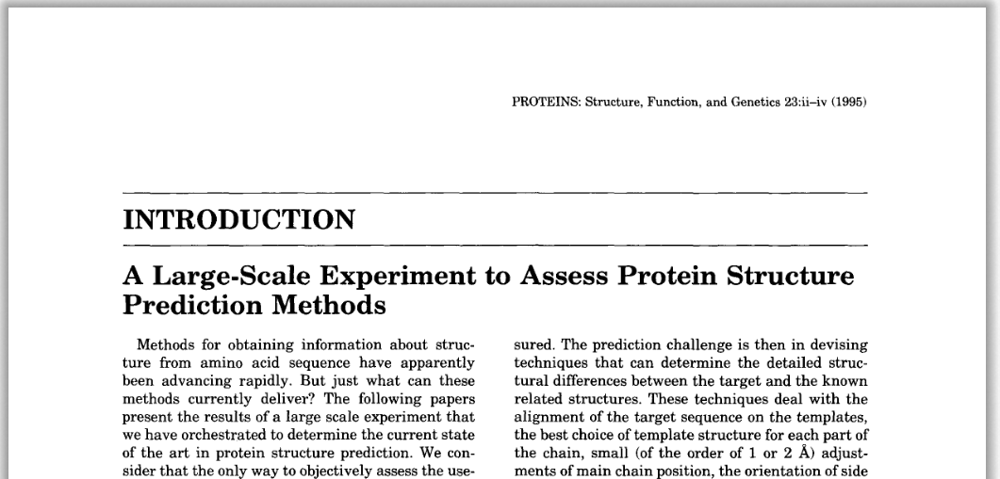 PROTEINS: Structure, Function, and Genetics 23:ii–iv (1995)
INTRODUCTION
A Large-Scale Experiment to Assess Protein Structure
Prediction Methods
Methods for obtaining information about struc-
ture from amino acid sequence have apparently
been advancing rapidly. But just what can these
methods currently deliver? The following papers
present the results of a large scale experiment that
we have orchestrated to determine the current state
of the art in protein structure prediction. We con-
sider that the only way to objectively assess the use-
sured. The prediction challenge is then in devising
techniques that can determine the detailed struc-
tural differences between the target and the known
related structures. These techniques deal with the
alignment of the target sequence on the templates,
the best choice of template structure for each part of
the chain, small (of the order of 1 or 2 Å) adjust-
ments of main chain position, the orientation of side